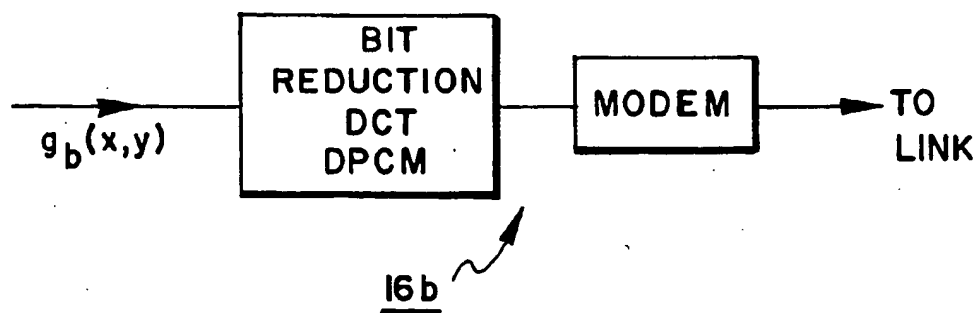 BIT
REDUCTION
DCT
DPCM
MODEM
TO
LINK
g_b(x,y)
16b